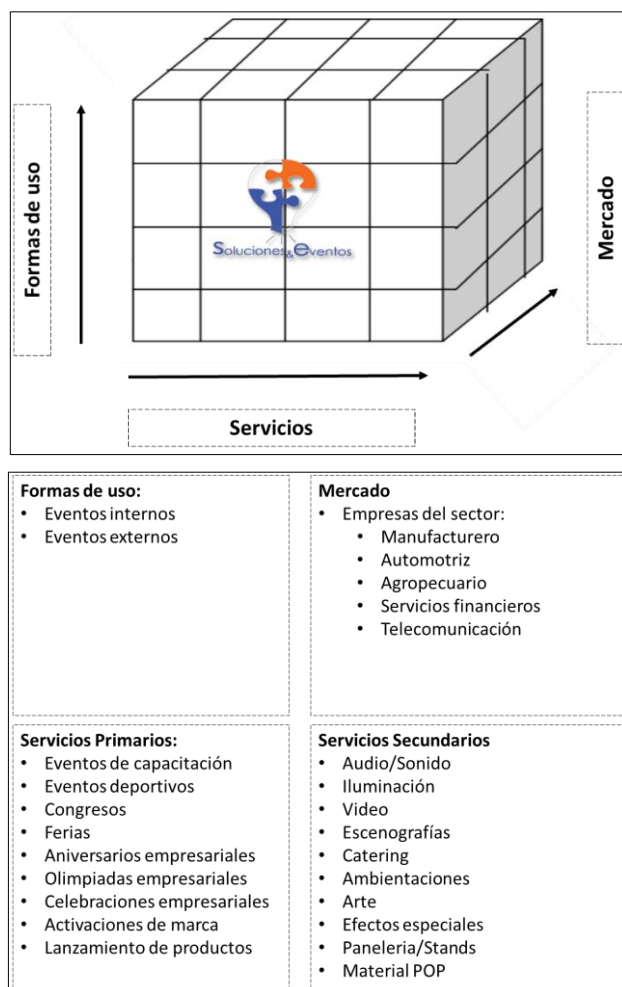 Formas de uso
Soluciones&eventos
Mercado
Servicios
Formas de uso:
• Eventos internos
• Eventos externos
Mercado
• Empresas del sector:
• Manufacturero
• Automotriz
• Agropecuario
• Servicios financieros
• Telecomunicación
Servicios Primarios:
• Eventos de capacitación
• Eventos deportivos
• Congresos
• Ferias
• Aniversarios empresariales
• Olimpiadas empresariales
• Celebraciones empresariales
• Activaciones de marca
• Lanzamiento de productos
Servicios Secundarios
• Audio/Sonido
• Iluminación
• Video
• Escenografías
• Catering
• Ambientaciones
• Arte
• Efectos especiales
• Paneleria/Stands
• Material POP